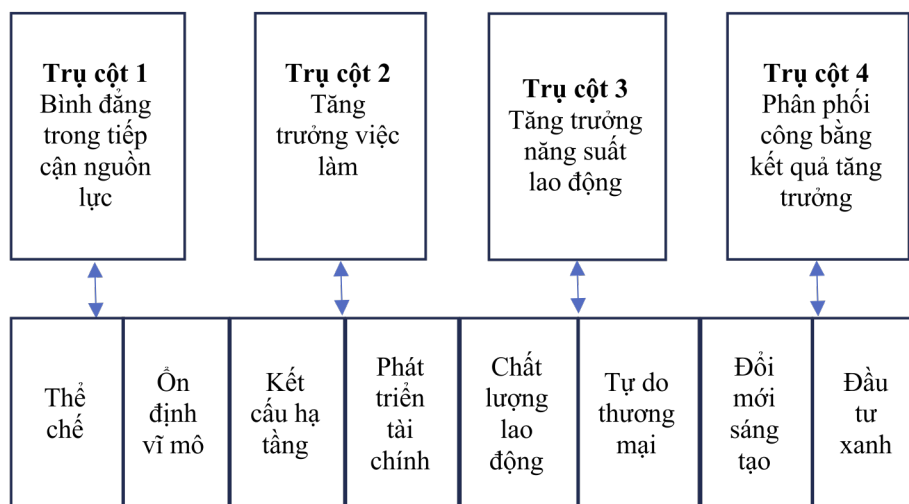 Trụ cột 1
Bình đẳng
trong tiếp
cận nguồn
lực
Trụ cột 2
Tăng
trưởng việc
làm
Trụ cột 3
Tăng trưởng
năng suất
lao động
Trụ cột 4
Phân phối
công bằng
kết quả tăng
trưởng
Thể
chế
Ổn
định
vĩ mô
Kết
cấu hạ
tầng
Phát
triển
tài
chính
Chất
lượng
lao
động
Tự do
thương
mại
Đổi
mới
sáng
tạo
Đầu
tư
xanh